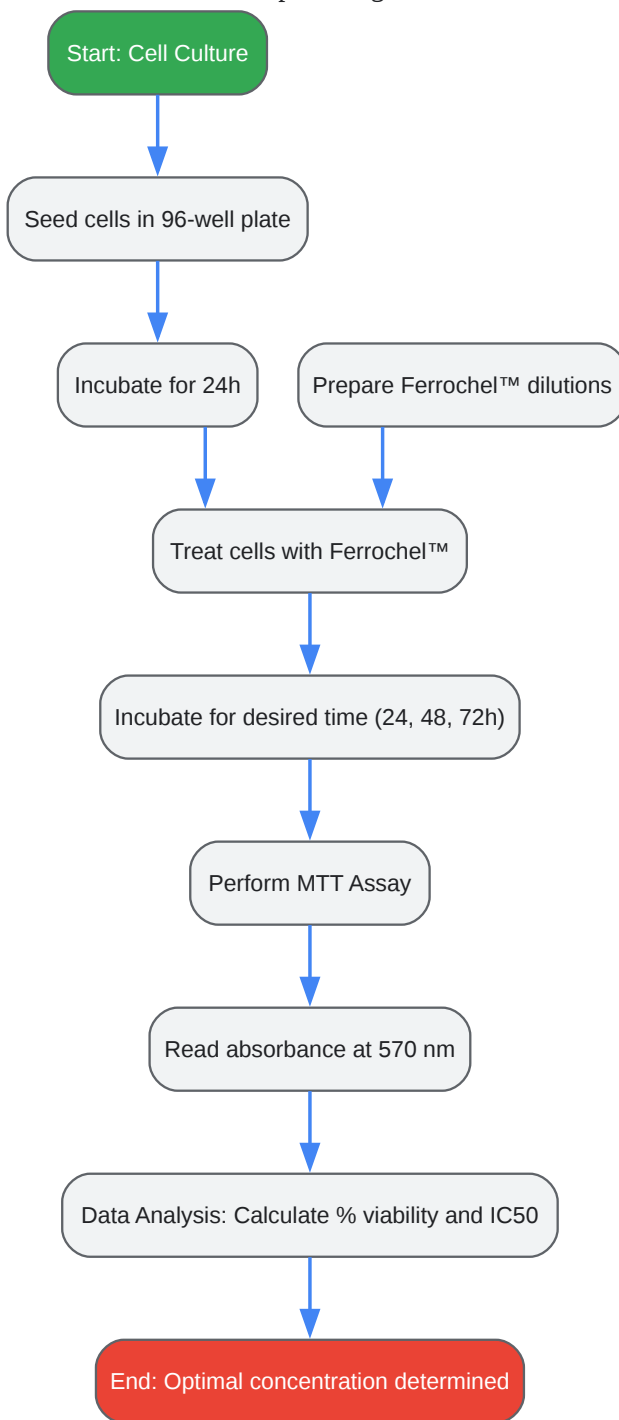 Start: Cell Culture
Seed cells in 96-well plate
Incubate for 24h
Prepare Ferrochel™ dilutions
Treat cells with Ferrochel™
Incubate for desired time (24, 48, 72h)
Perform MTT Assay
Read absorbance at 570 nm
Data Analysis: Calculate % viability and IC50
End: Optimal concentration determined